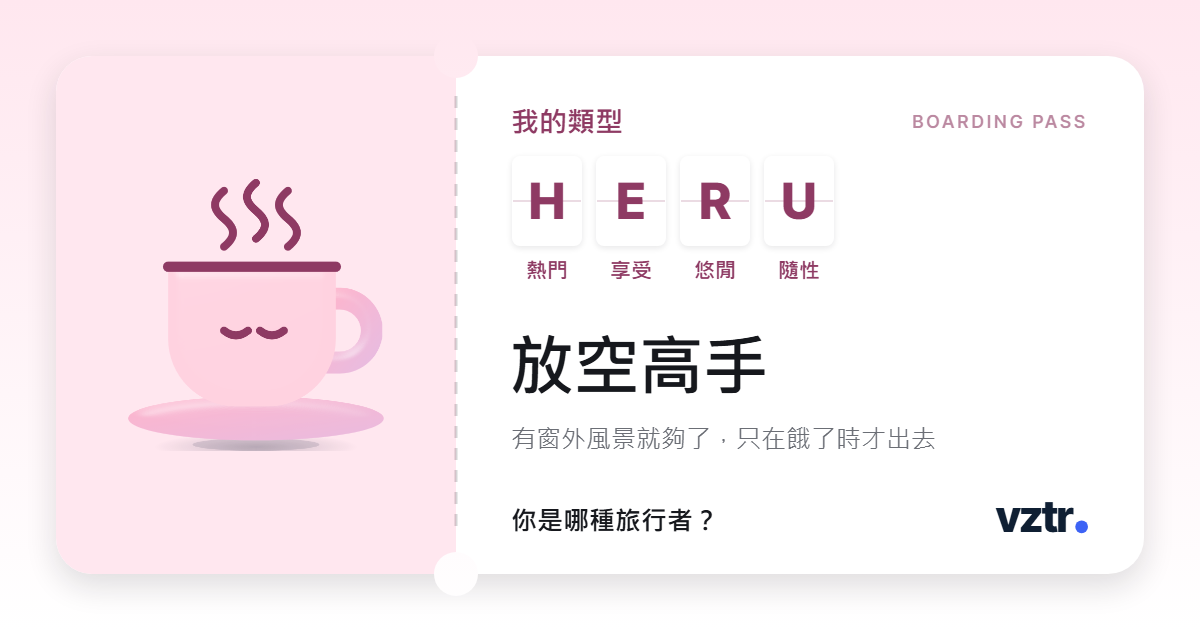 我的類型
BOARDING PASS
H E R U
熱門 享受 悠閒 隨性
放空高手
有窗外風景就夠了，只在餓了時才出去
你是哪種旅行者？
vztr.